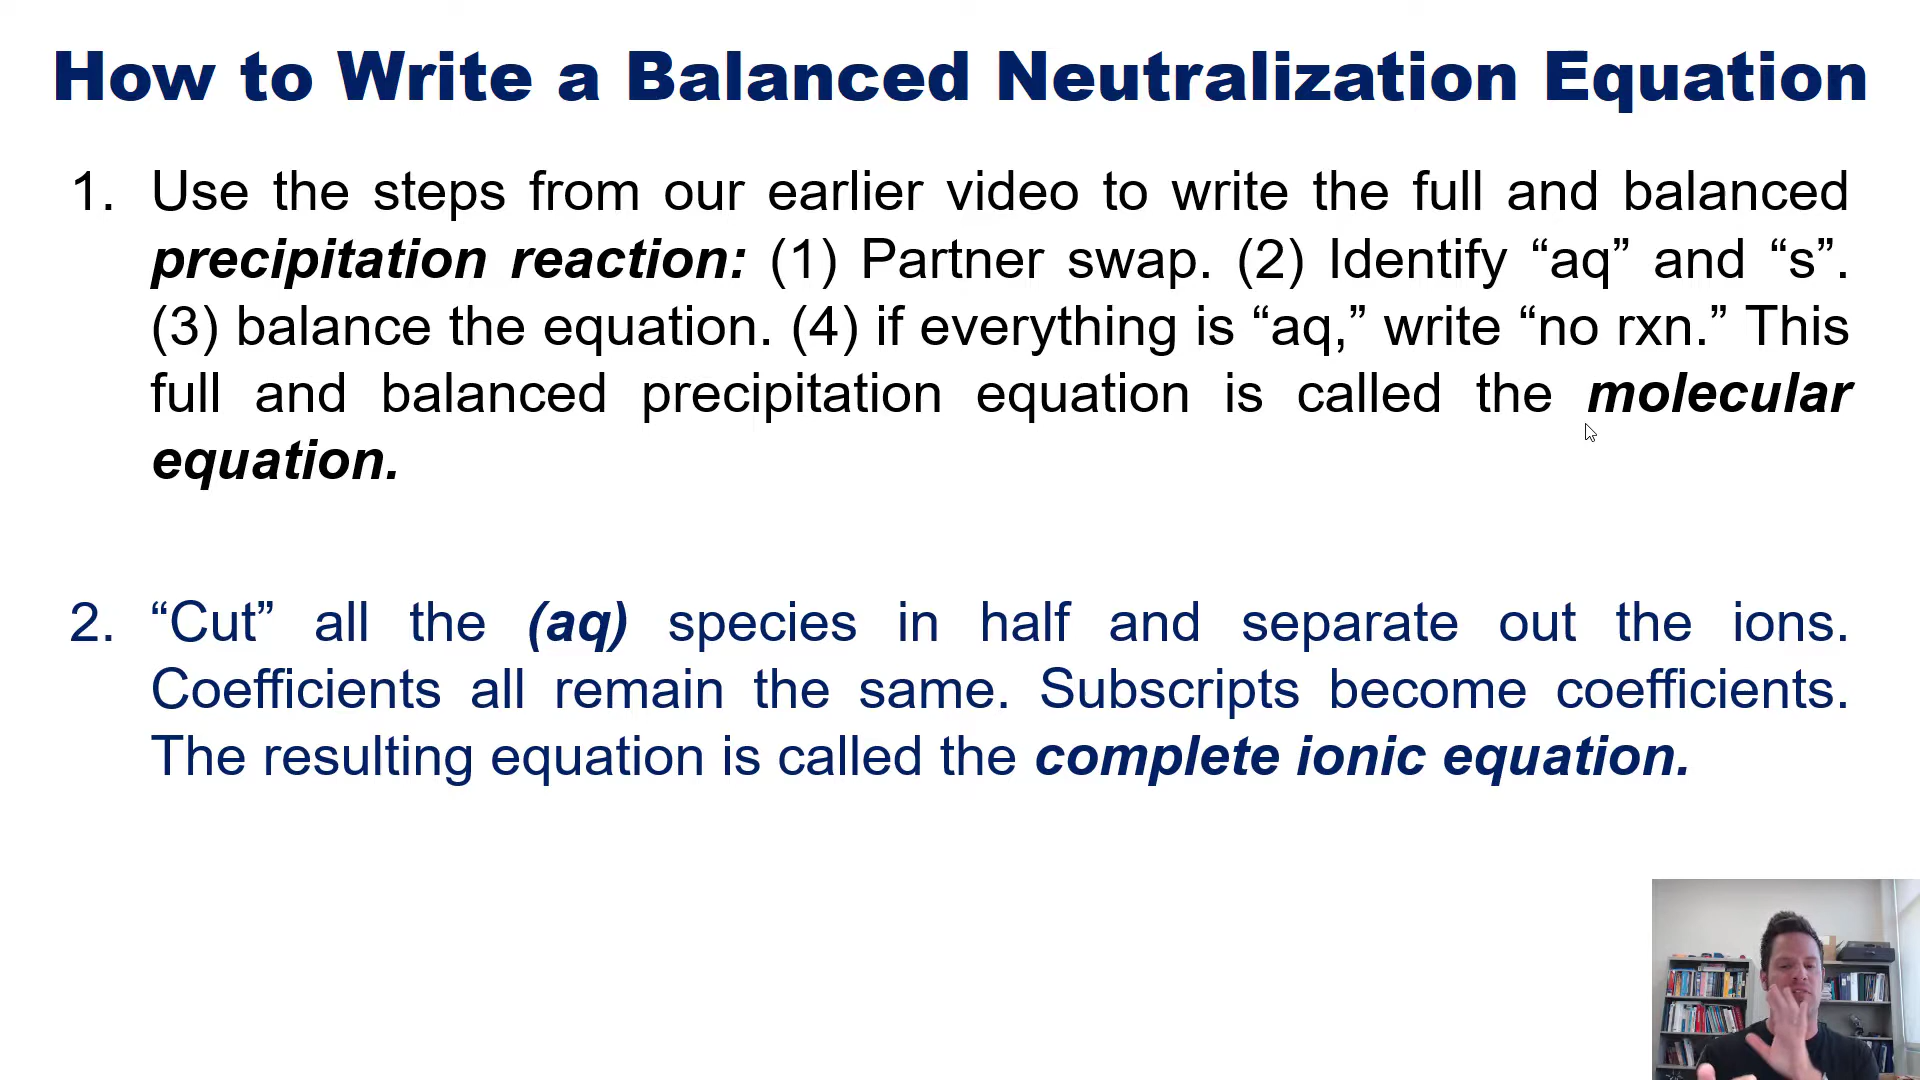 How to Write a Balanced Neutralization Equation
1. Use the steps from our earlier video to write the full and balanced
precipitation reaction: (1) Partner swap. (2) Identify “aq” and “s”.
(3) balance the equation. (4) if everything is “aq,” write “no rxn.” This
full and balanced precipitation equation is called the molecular
equation.
2. “Cut” all the (aq) species in half and separate out the ions.
Coefficients all remain the same. Subscripts become coefficients.
The resulting equation is called the complete ionic equation.